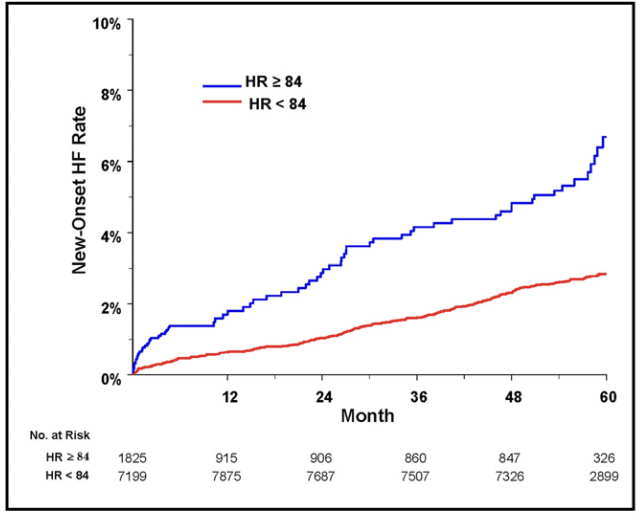 10%
8%
6%
4%
2%
0%
New-Onset HF Rate
HR ≥ 84
HR < 84
12 24 36 48 60
Month
No. at Risk
HR ≥ 84 1825 915 906 860 847 326
HR < 84 7199 7875 7687 7507 7326 2899